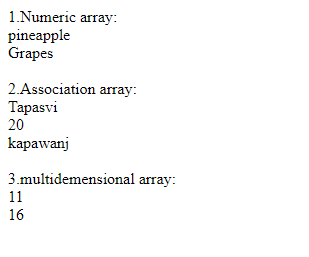 1.Numeric array:
pineapple
Grapes
2.Association array:
Tapasvi
20
kapawanj
3.multidemensional array:
11
16